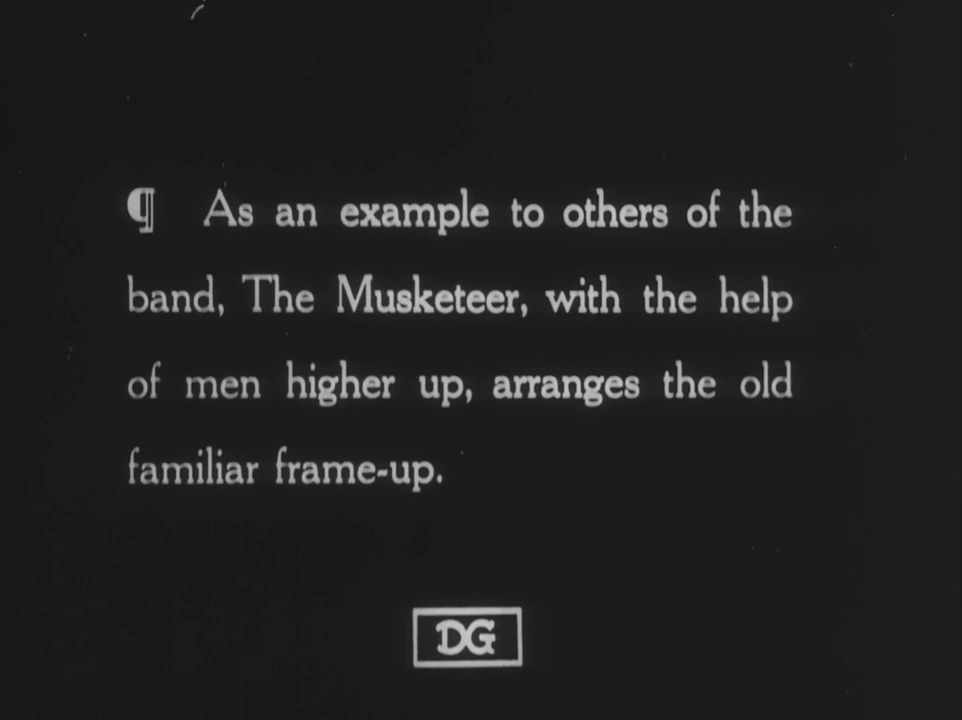 ¶ As an example to others of the
band, The Musketeer, with the help
of men higher up, arranges the old
familiar frame-up.
DG